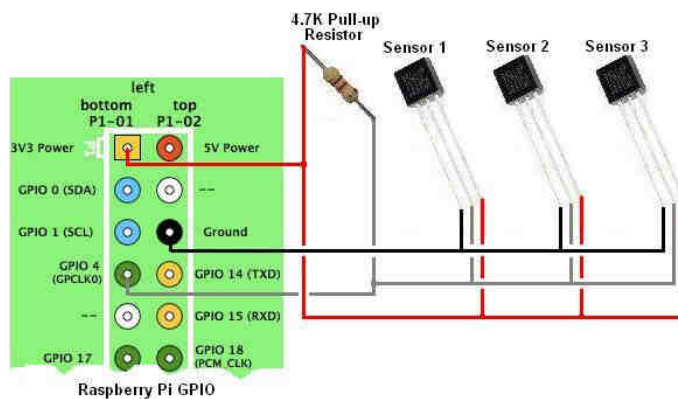 4.7K Pull-up
Resistor
Sensor 1
Sensor 2
Sensor 3
left
bottom
top
P1-01
P1-02
3V3 Power
5V Power
GPIO 0 (SDA)
--
GPIO 1 (SCL)
Ground
GPIO 4
(GPCLK0)
GPIO 14 (TXD)
--
GPIO 15 (RXD)
GPIO 17
GPIO 18
(PCM_CLK)
Raspberry Pi GPIO